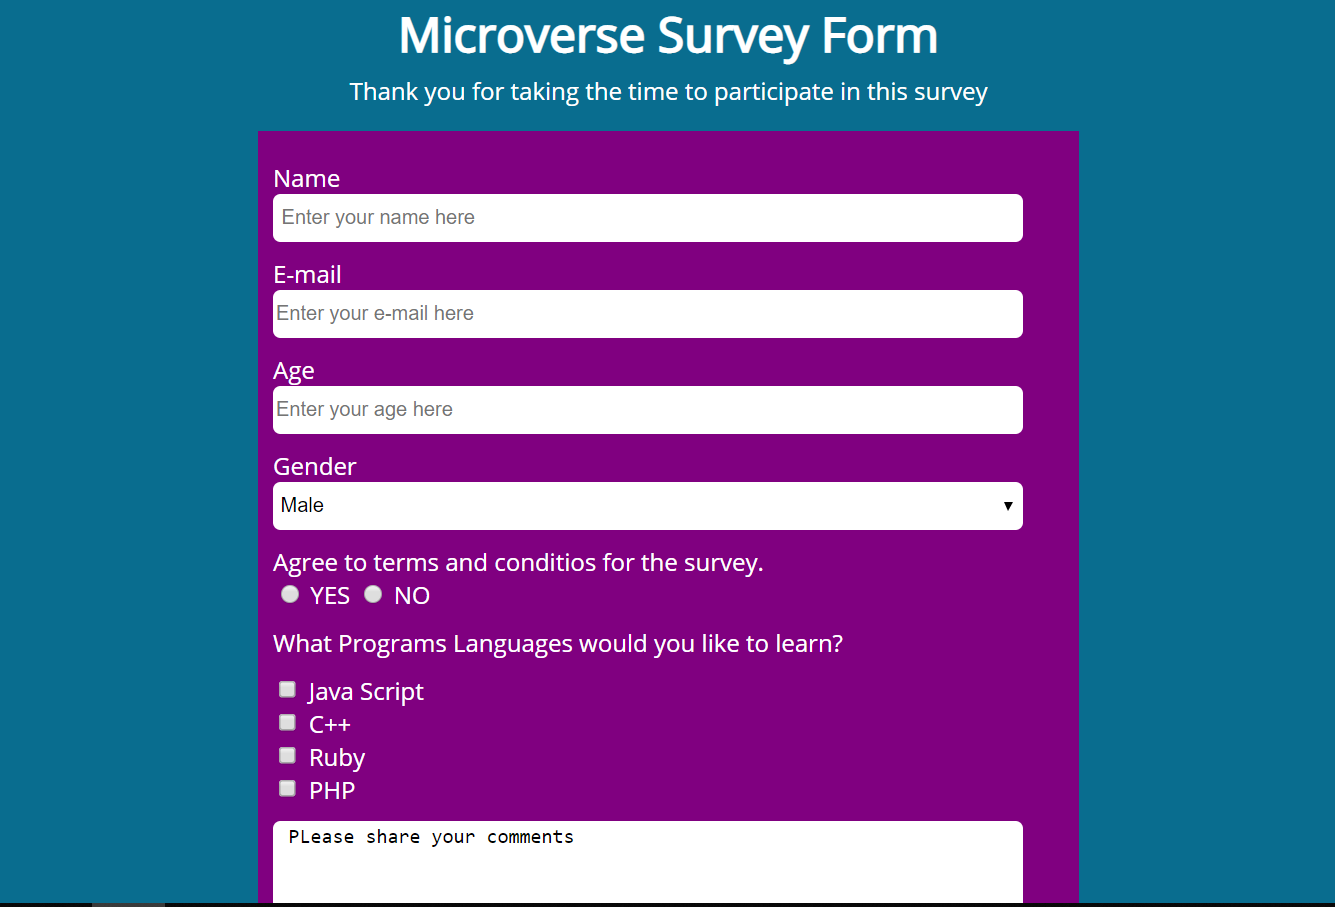 Microverse Survey Form
Thank you for taking the time to participate in this survey
Name
Enter your name here
E-mail
Enter your e-mail here
Age
Enter your age here
Gender
Male
Agree to terms and conditios for the survey.
YES NO
What Programs Languages would you like to learn?
Java Script
C++
Ruby
PHP
PLease share your comments